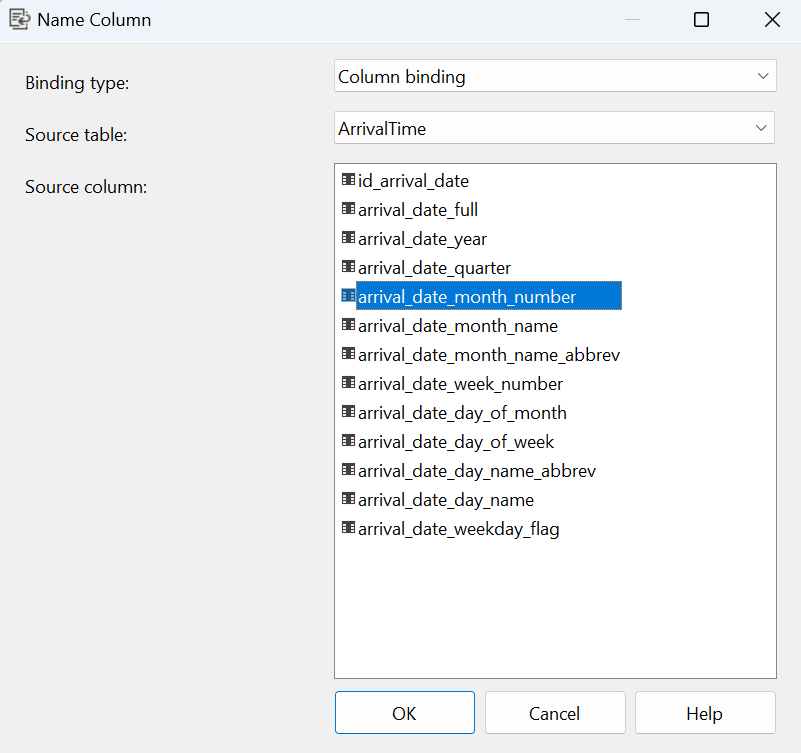 Name Column
Binding type:
Column binding
Source table:
ArrivalTime
Source column:
id_arrival_date
arrival_date_full
arrival_date_year
arrival_date_quarter
arrival_date_month_number
arrival_date_month_name
arrival_date_month_name_abbrev
arrival_date_week_number
arrival_date_day_of_month
arrival_date_day_of_week
arrival_date_day_name_abbrev
arrival_date_day_name
arrival_date_weekday_flag
OK
Cancel
Help